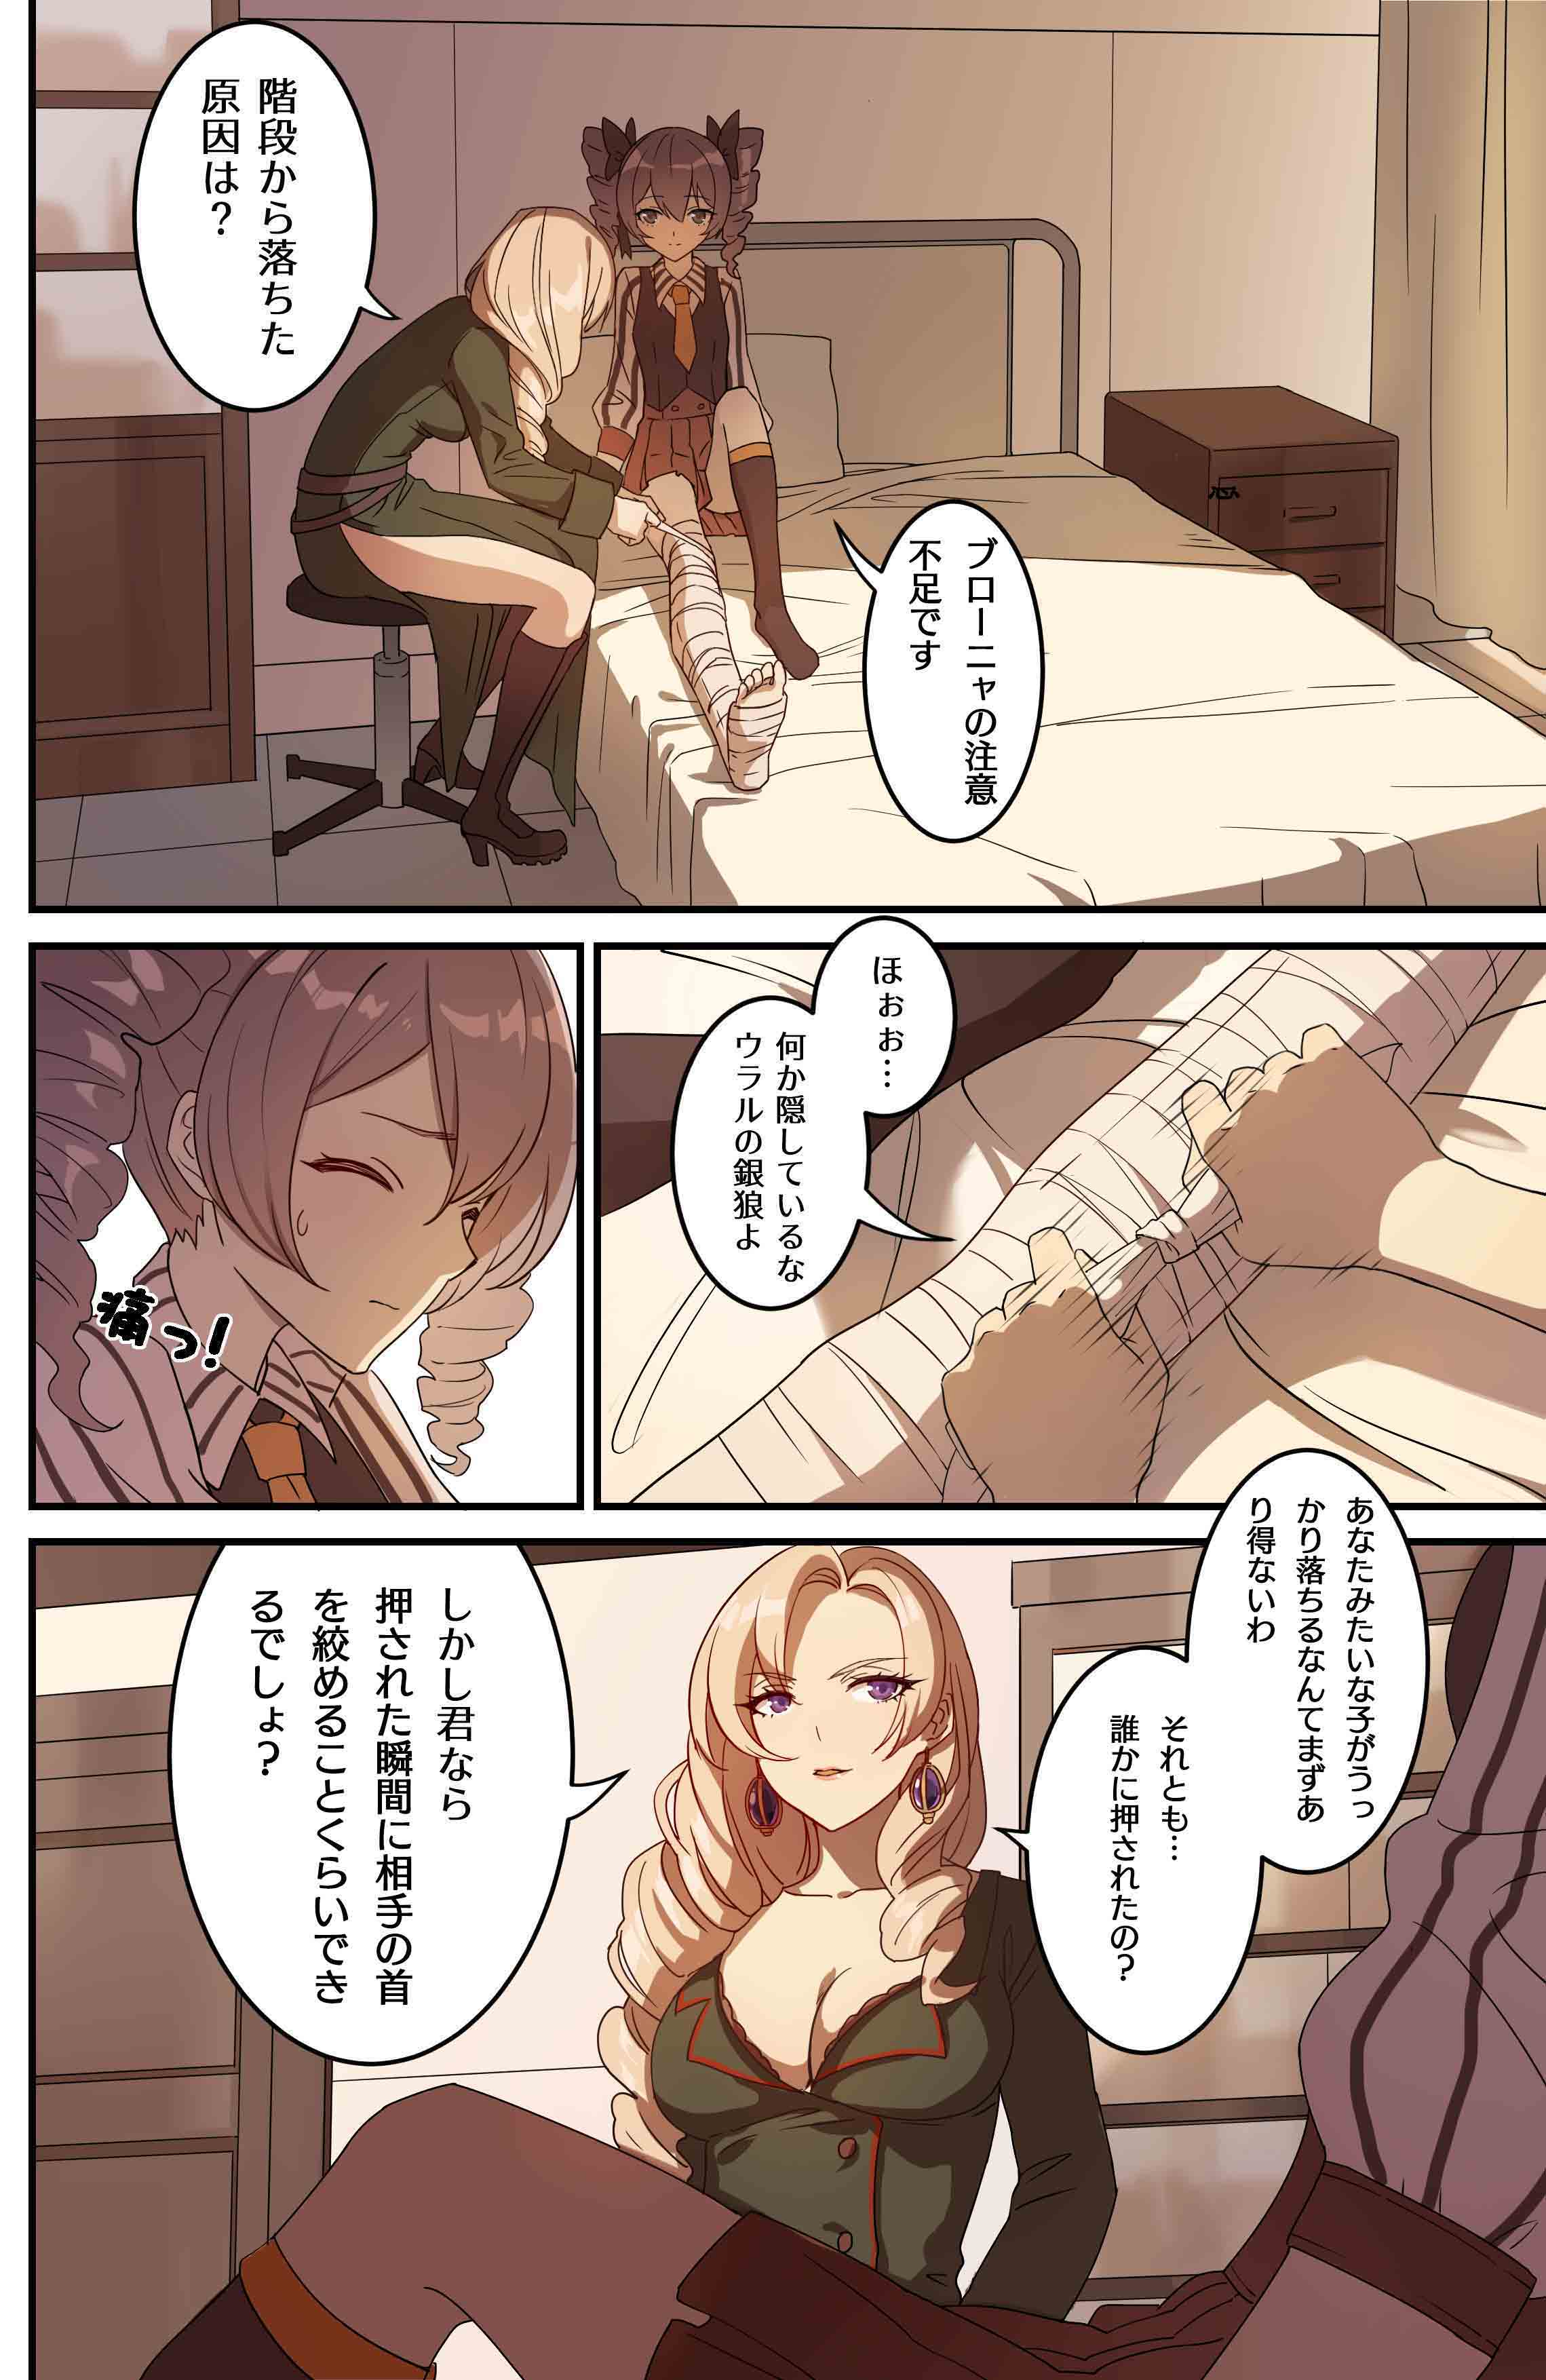 階段から落ちた
原因は？
ブローニャの注意
不足です
ほぉぉ…
何か隠しているな
ウラルの銀狼よ
痛っ！
あなたみたいな子がうっ
かり落ちるなんてまずあ
り得ないわ
それとも…
誰かに押されたの？
しかし君なら
押された瞬間に相手の首
を絞めることくらいでき
るでしょ？